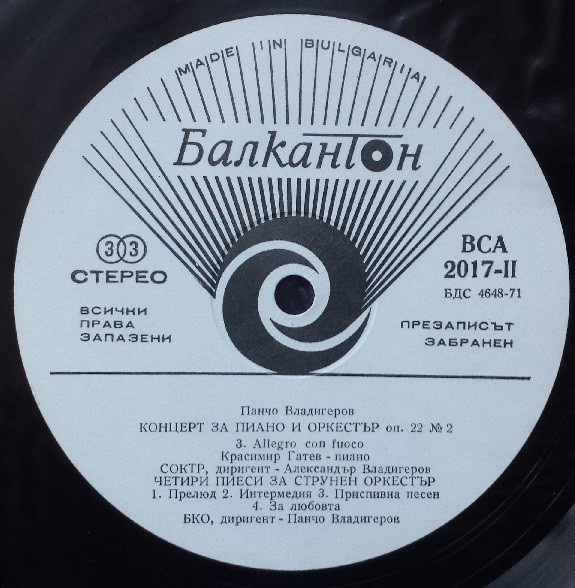 MADE IN BULGARIA
Балкантон
33
СТЕРЕО
ВСИЧКИ
ПРАВА
ЗАПАЗЕНИ
ВСА
2017-II
БДС 4648-71
ПРЕЗАПИСЪТ
ЗАБРАНЕН
Панчо Владигеров
КОНЦЕРТ ЗА ПИАНО И ОРКЕСТЪР оп. 22 № 2
3. Allegro con fuoco
Красимир Гатев - пиано
СОКТР, диригент - Александър Владигеров
ЧЕТИРИ ПИЕСИ ЗА СТРУНЕН ОРКЕСТЪР
1. Прелюд 2. Интермедия 3. Приспивна песен
4. За любовта
БКО, диригент - Панчо Владигеров